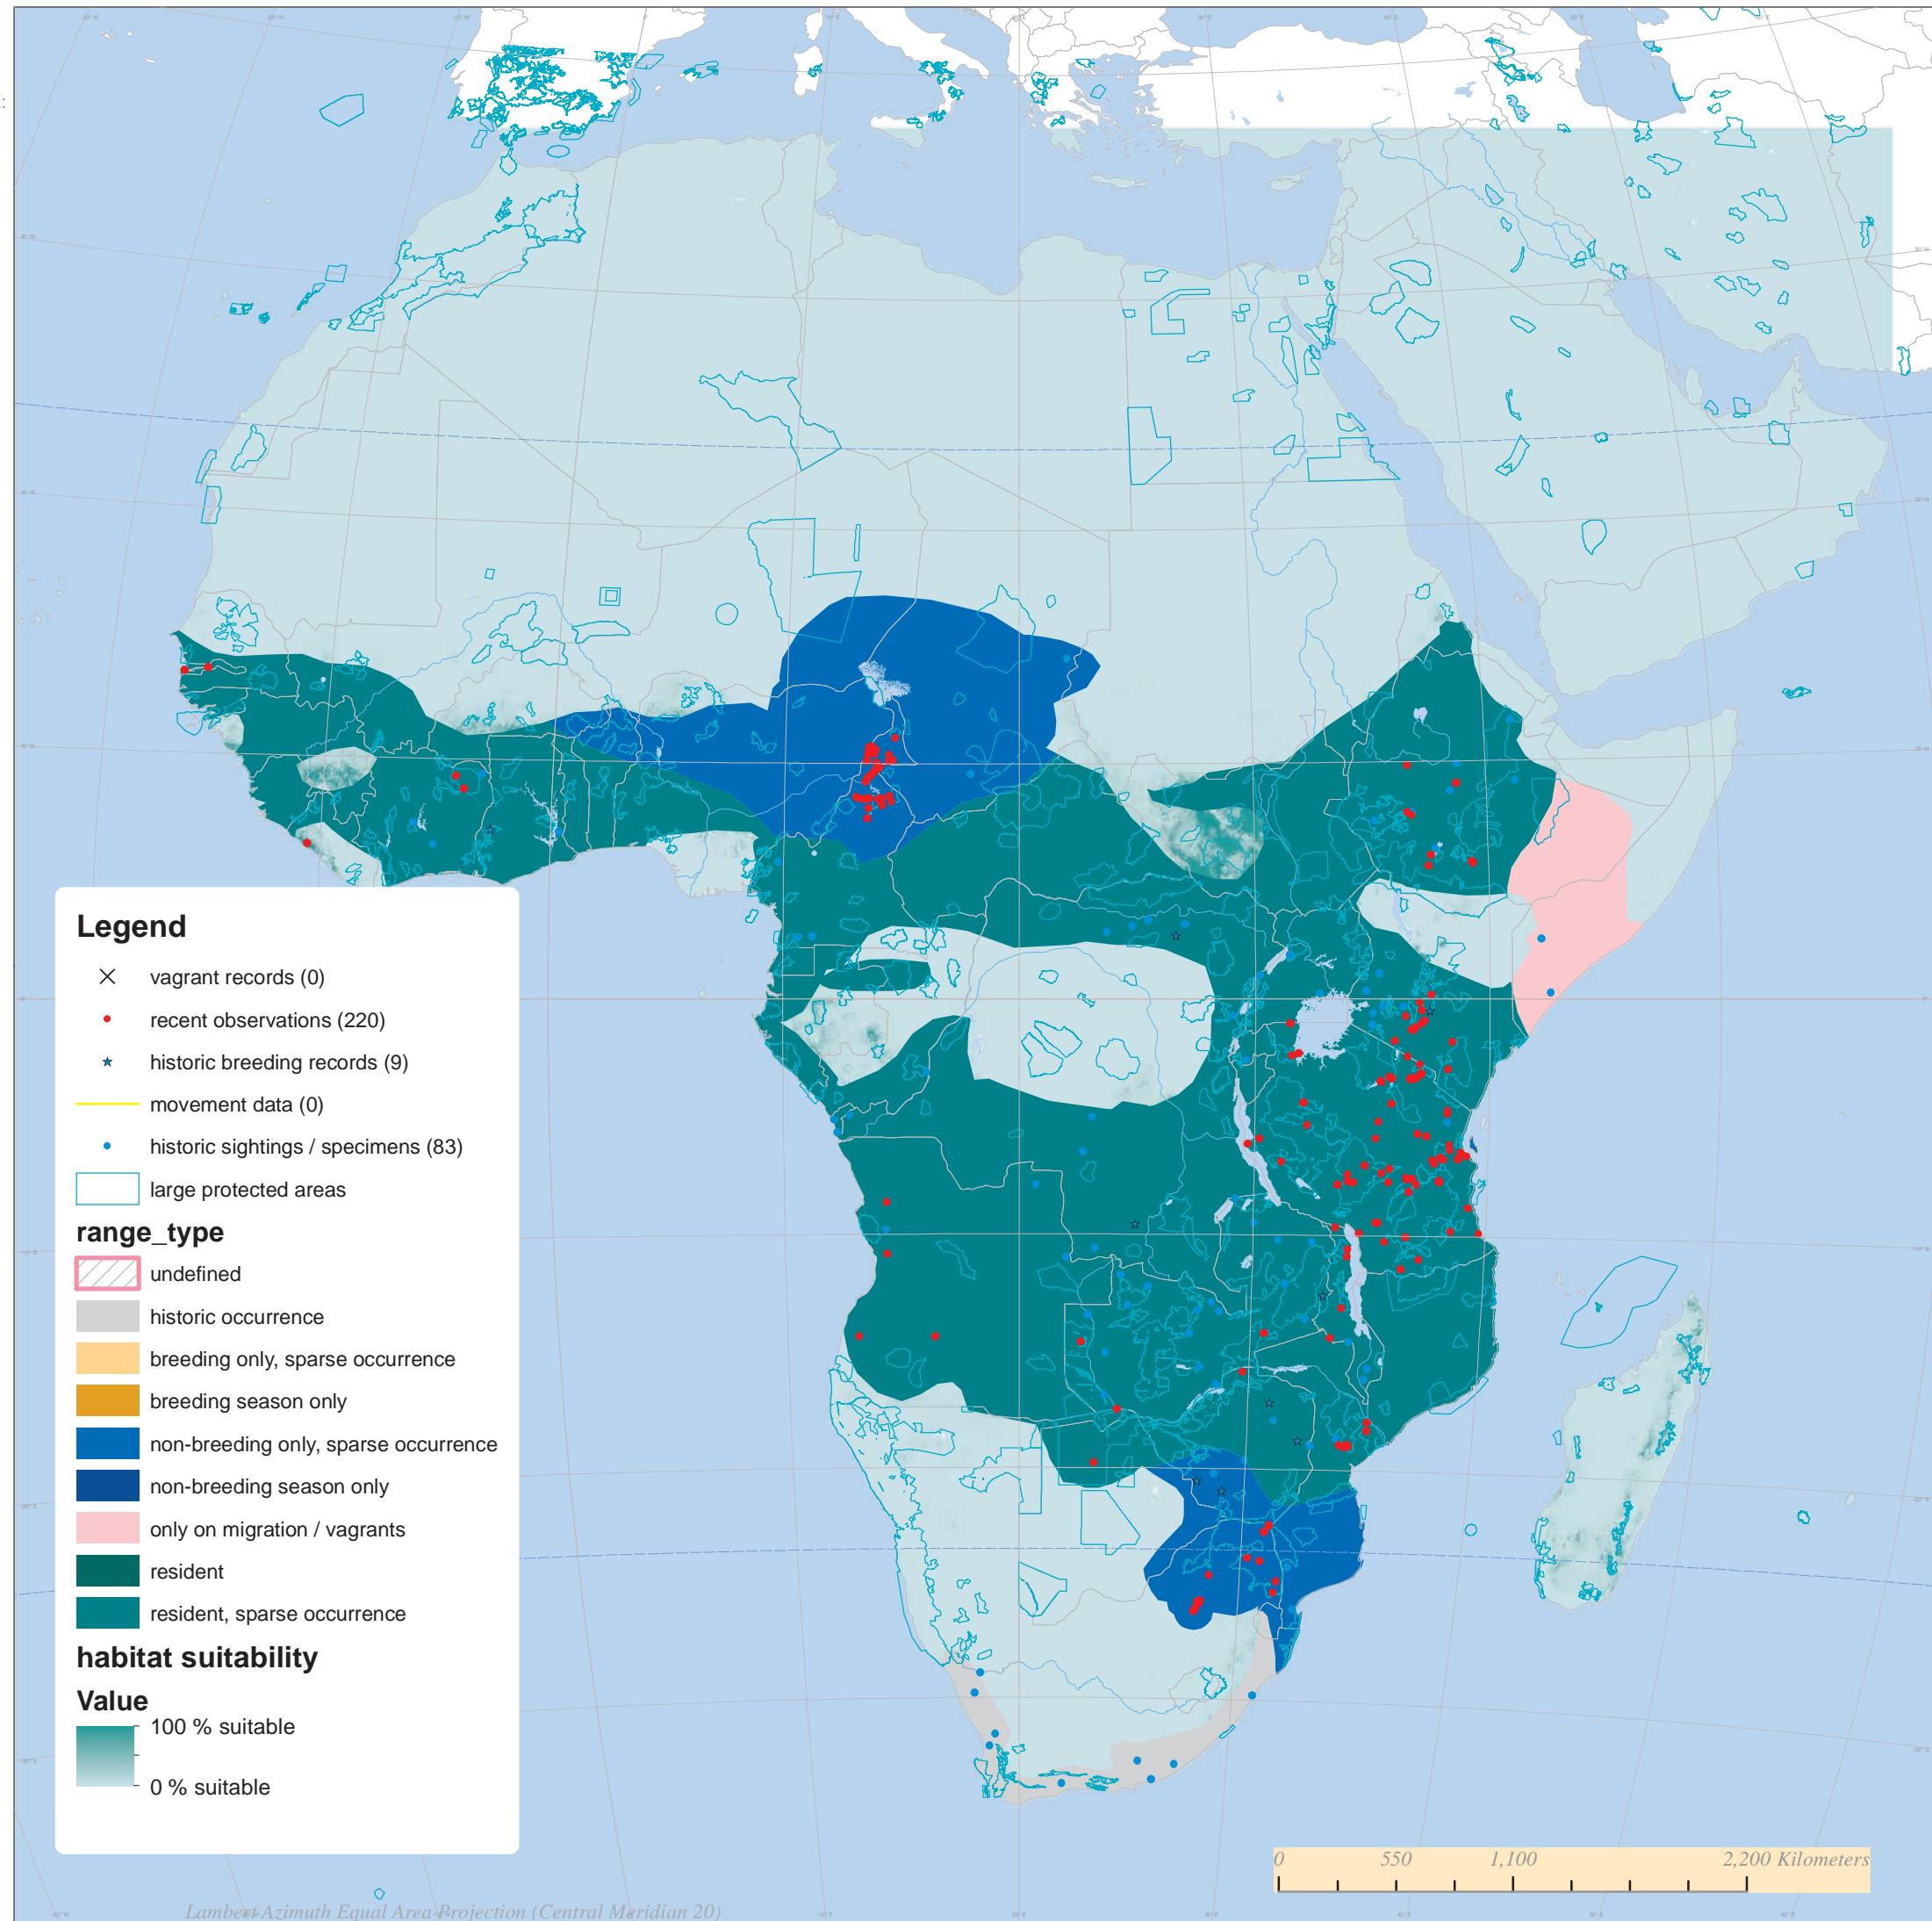 Legend
vagrant records (0)
recent observations (220)
historic breeding records (9)
movement data (0)
historic sightings / specimens (83)
large protected areas
range_type
undefined
historic occurrence
breeding only, sparse occurrence
breeding season only
non-breeding only, sparse occurrence
non-breeding season only
only on migration / vagrants
resident
resident, sparse occurrence
habitat suitability
Value
100 % suitable
0 % suitable
0 550 1,100 2,200 Kilometers
Lambert Azimuth Equal Area Projection (Central Meridian 20)